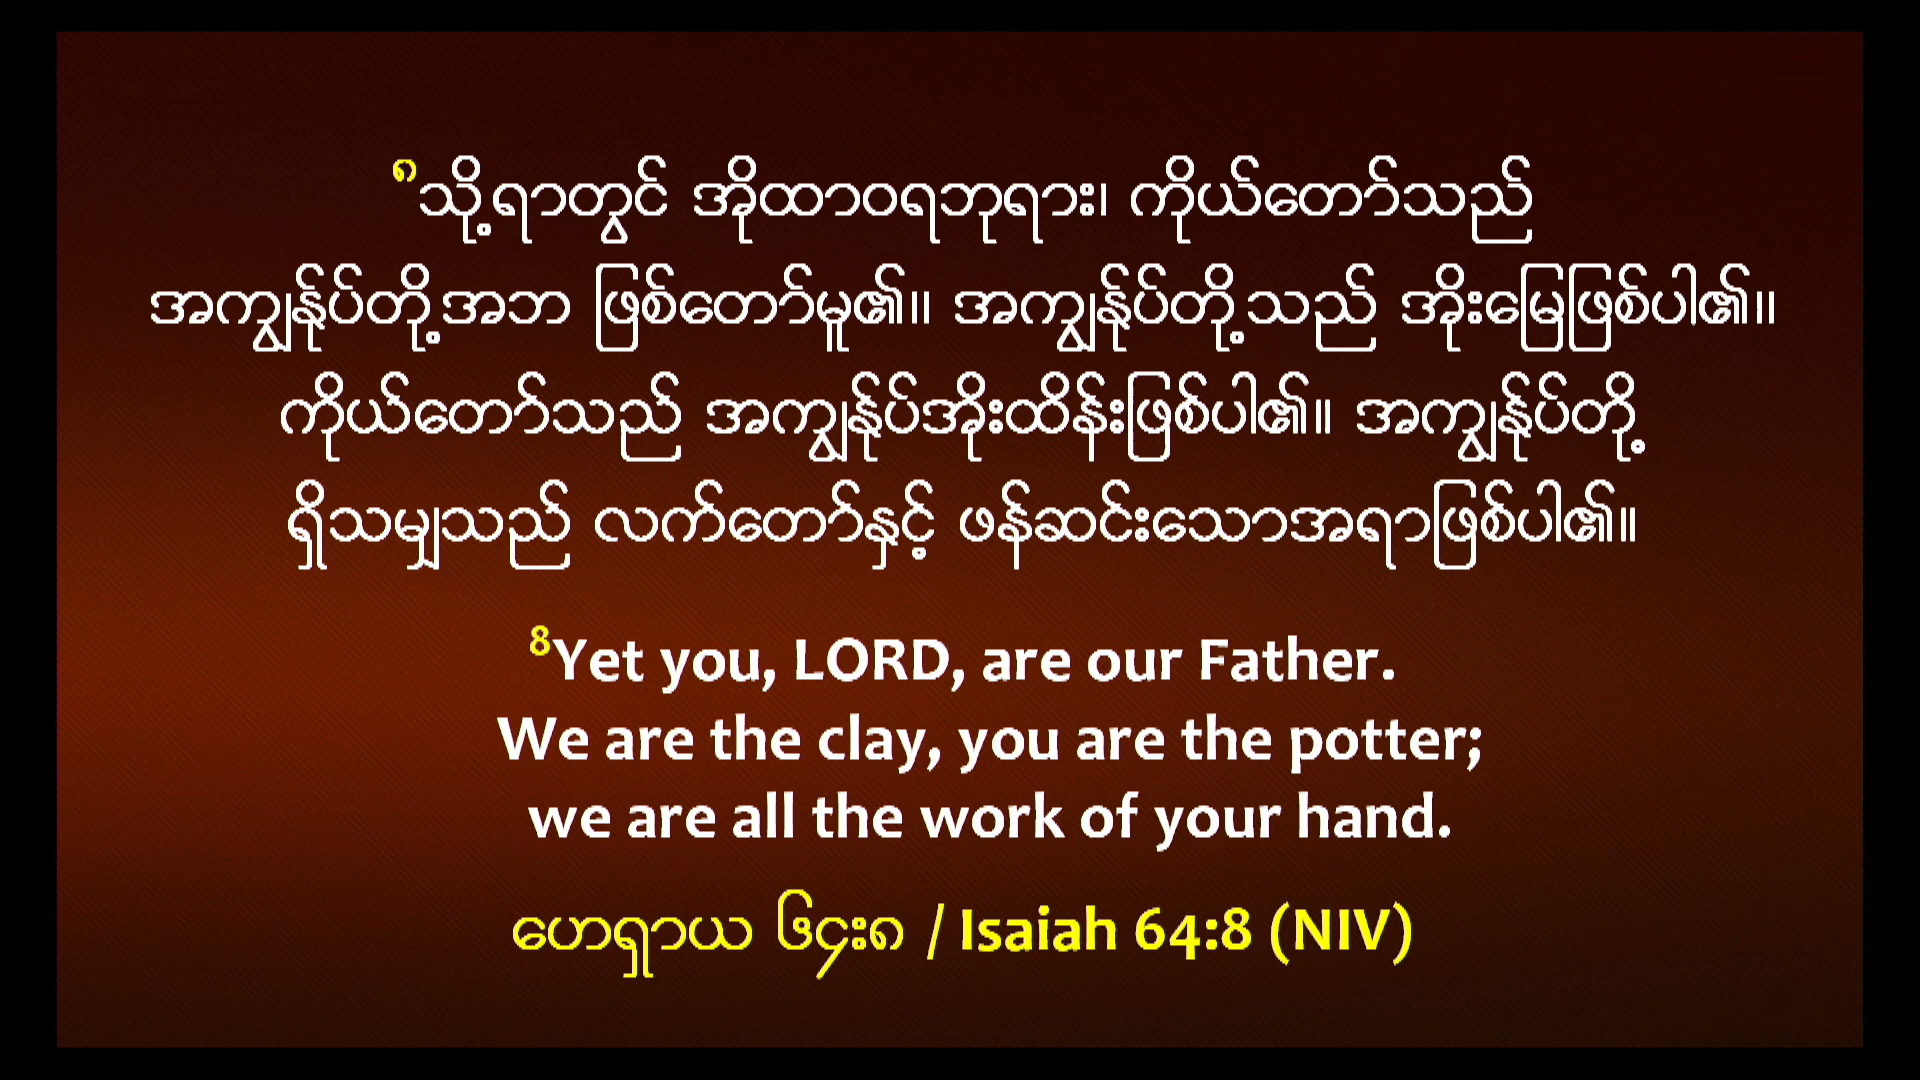 ၈သို့ရာတွင် အိုထာဝရဘုရား၊ ကိုယ်တော်သည်
အကျွန်ုပ်တို့အဘ ဖြစ်တော်မူ၏။ အကျွန်ုပ်တို့သည် အိုးမြေဖြစ်ပါ၏။
ကိုယ်တော်သည် အကျွန်ုပ်အိုးထိန်းဖြစ်ပါ၏။ အကျွန်ုပ်တို့
ရှိသမျှသည် လက်တော်နှင့် ဖန်ဆင်းသောအရာဖြစ်ပါ၏။
8Yet you, LORD, are our Father.
We are the clay, you are the potter;
we are all the work of your hand.
ဟေရှာယ ၆၄း၈ / Isaiah 64:8 (NIV)